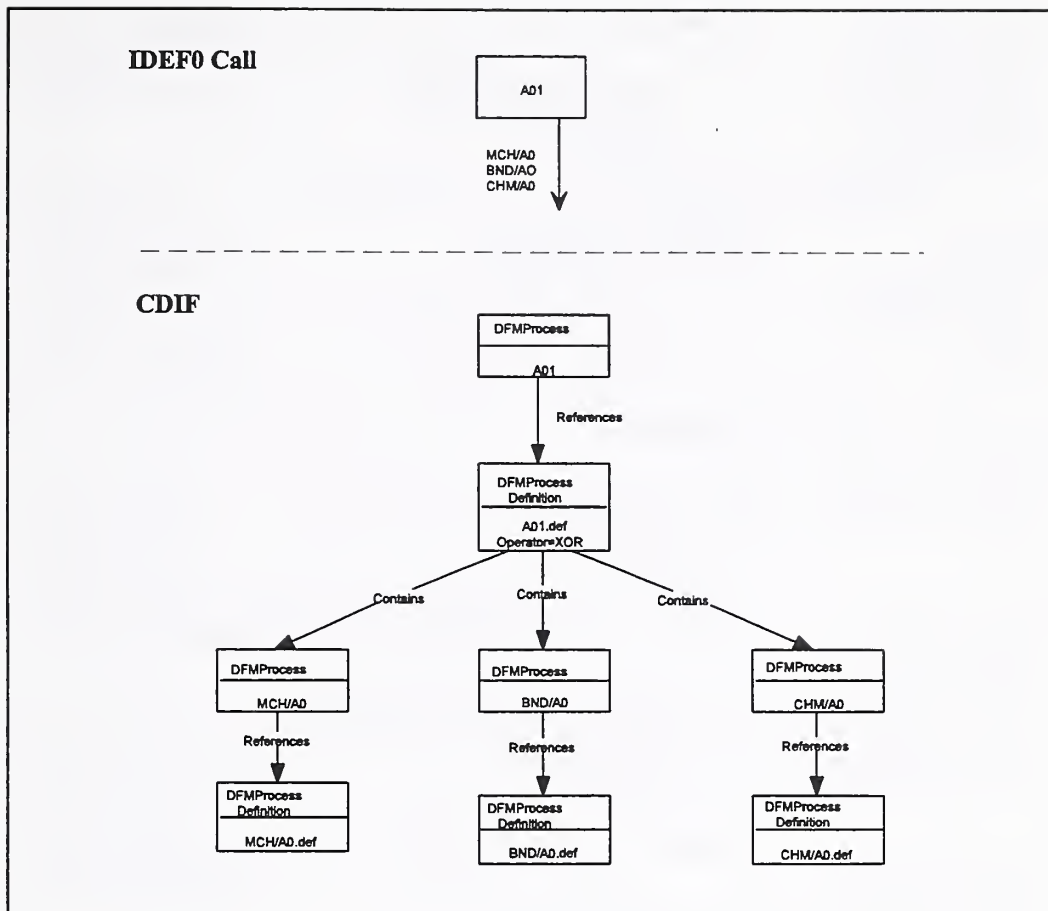 IDEF0 Call
A01
MCH/A0
BND/AO
CHM/A0
CDIF
DFMProcess
A01
References
DFMProcess
Definition
A01.def
Operator=XOR
Contains
Contains
Contains
DFMProcess
MCH/A0
DFMProcess
BND/A0
DFMProcess
CHM/A0
References
References
References
DFMProcess
Definition
MCH/A0.def
DFMProcess
Definition
BND/A0.def
DFMProcess
Definition
CHM/A0.def